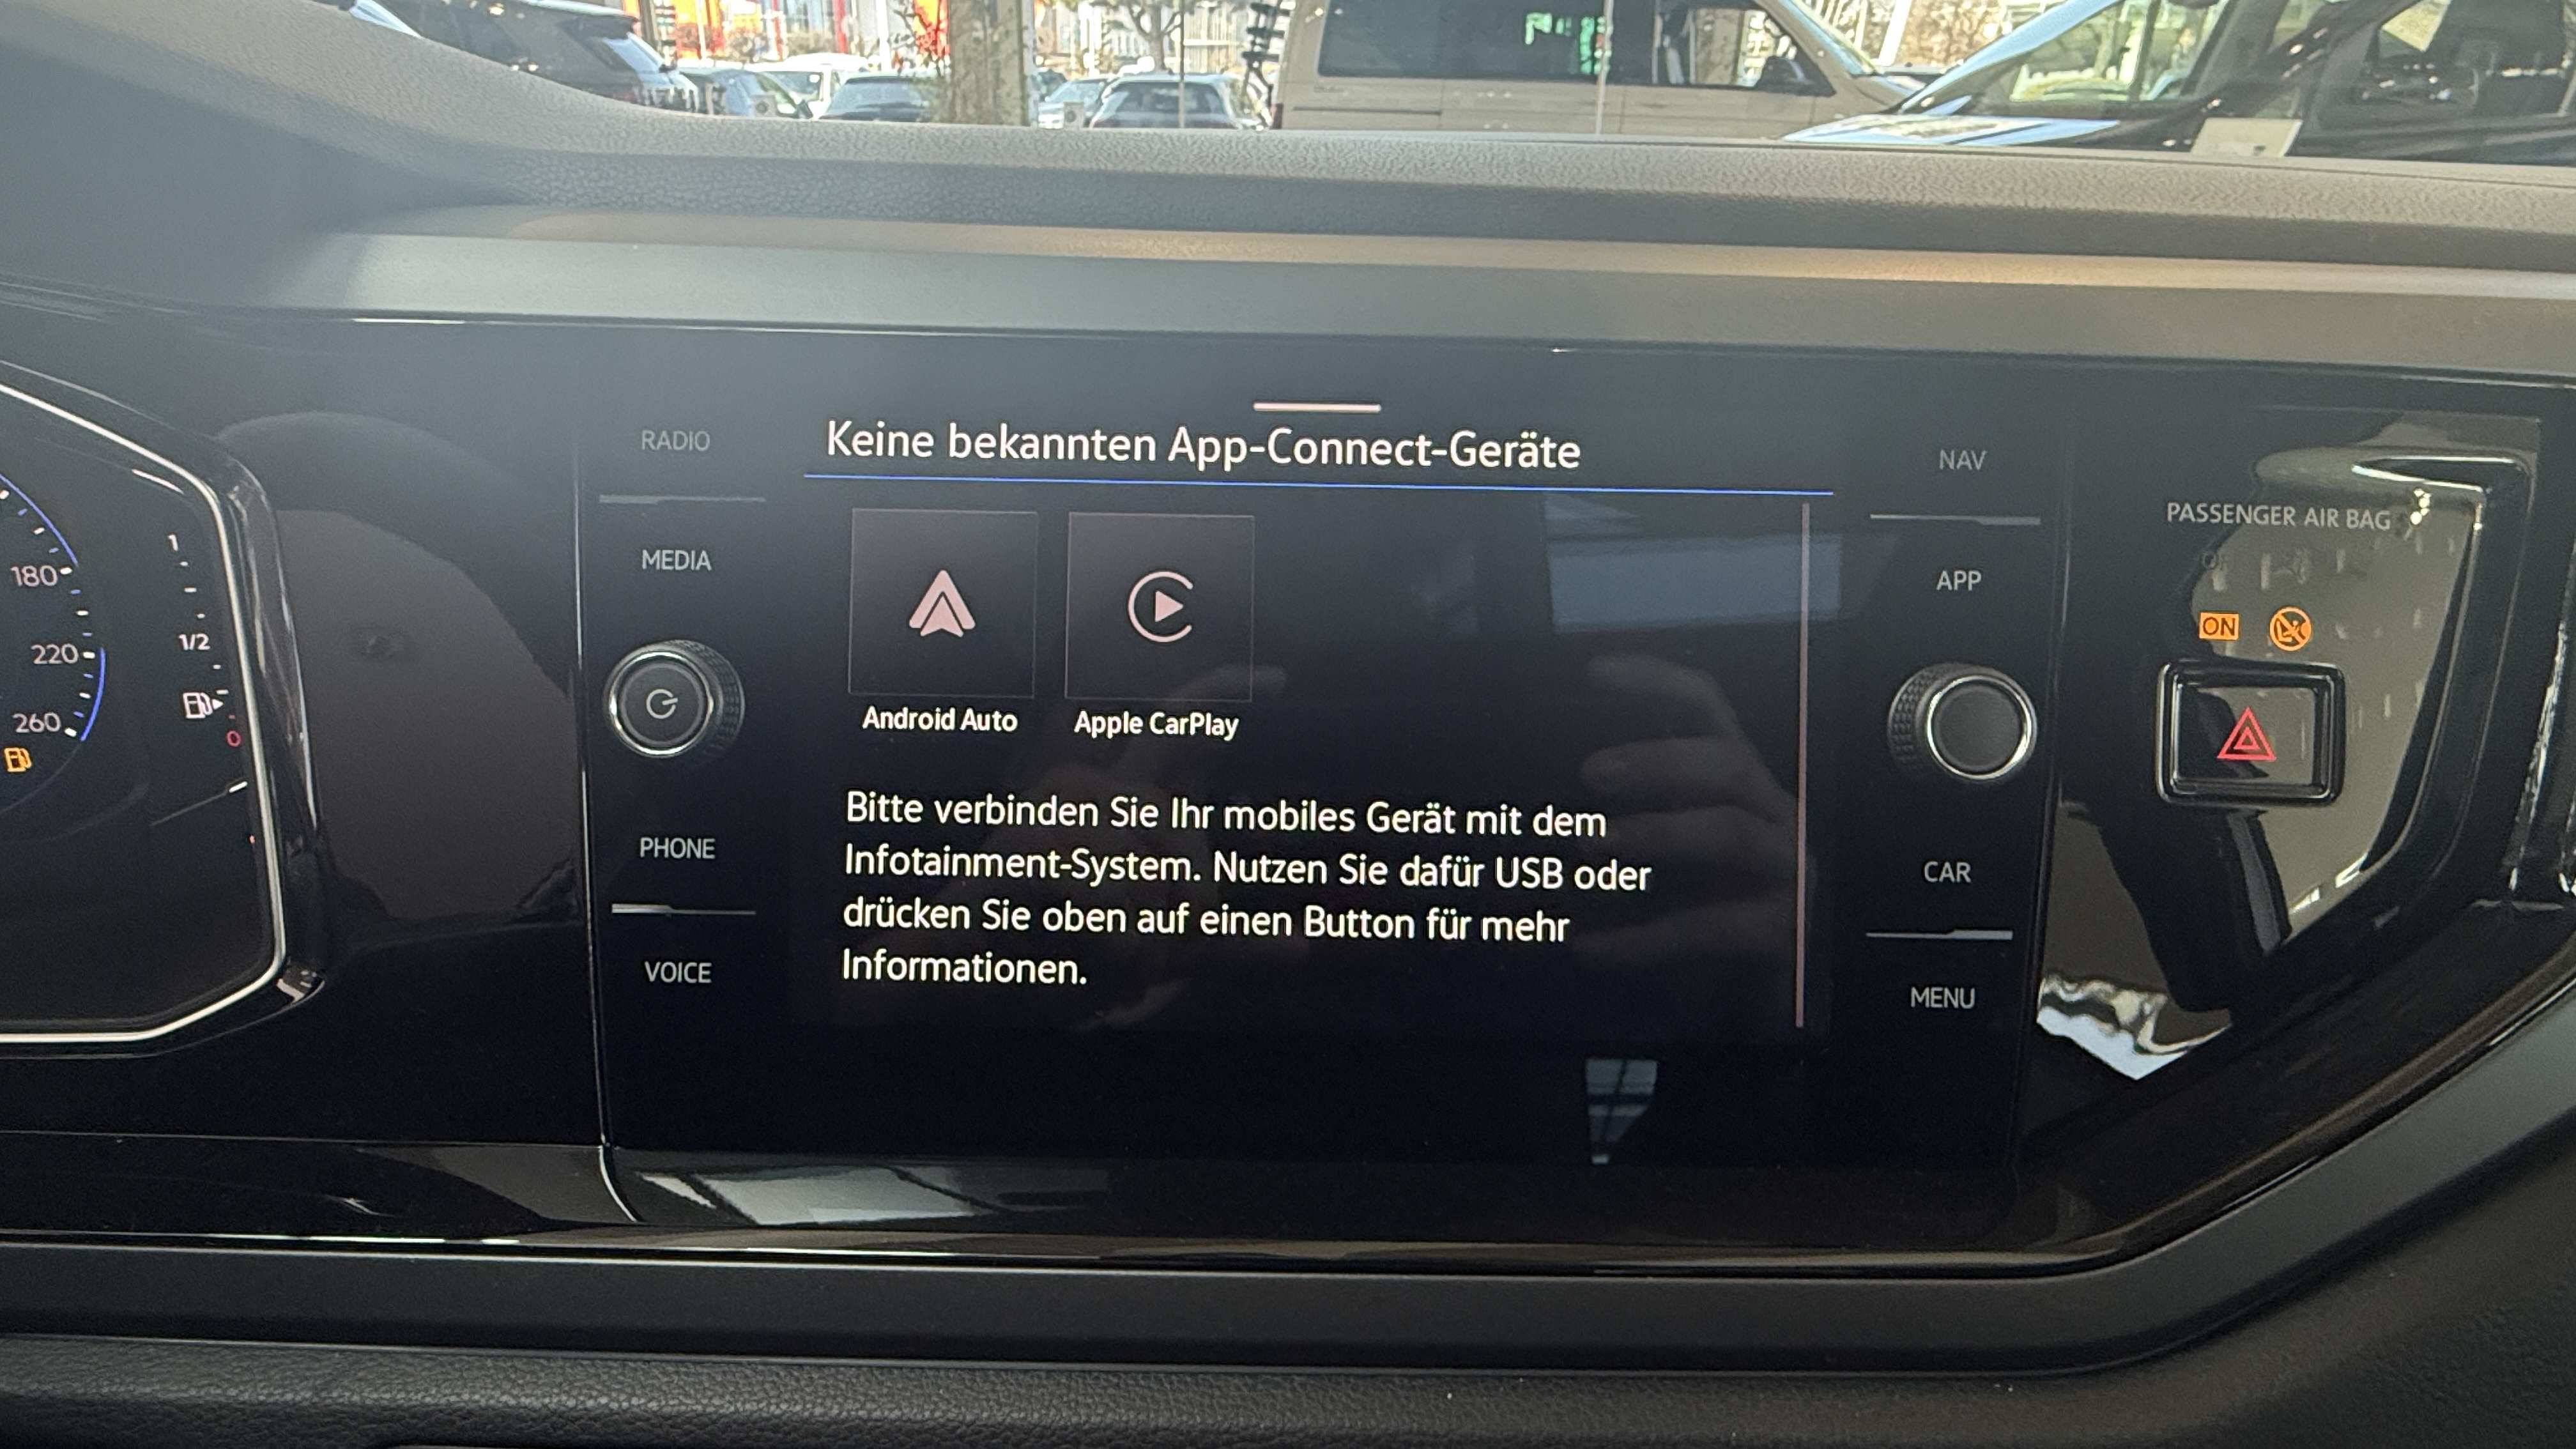 RADIO
MEDIA
PHONE
VOICE
Keine bekannten App-Connect-Geräte
Android Auto
Apple CarPlay
Bitte verbinden Sie Ihr mobiles Gerät mit dem
Infotainment-System. Nutzen Sie dafür USB oder
drücken Sie oben auf einen Button für mehr
Informationen.
NAV
APP
CAR
MENU
PASSENGER AIR BAG
ON
180
220
260
1
1/2
0